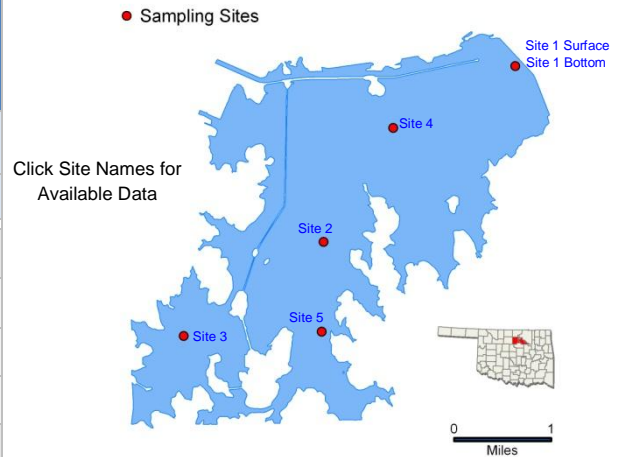 Sampling Sites
Site 1 Surface
Site 1 Bottom
Site 4
Click Site Names for
Available Data
Site 2
Site 5
Site 3
0 1
Miles